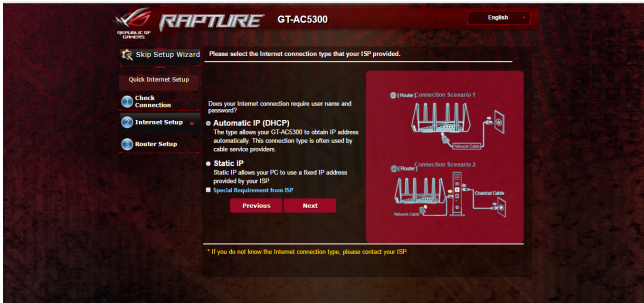 REPUBLIC OF
GAMERS
RAPTURE GT-AC5300
English
Skip Setup Wizard
Please select the Internet connection type that your ISP provided.
Quick Internet Setup
Check
Connection
Internet Setup
Router Setup
Does your Internet connection require user name and
password?
Automatic IP (DHCP)
The type allows your GT-AC5300 to obtain IP address
automatically. This connection type is often used by
cable service providers.
Static IP
Static IP allows your PC to use a fixed IP address
provided by your ISP
Special Requirement from ISP
Previous Next
(Router) Connection Scenario 1
Network Cable
Connection Scenario 2
(Router)
Coaxical Cable
Network Cable
* If you do not know the Internet connection type, please contact your ISP.